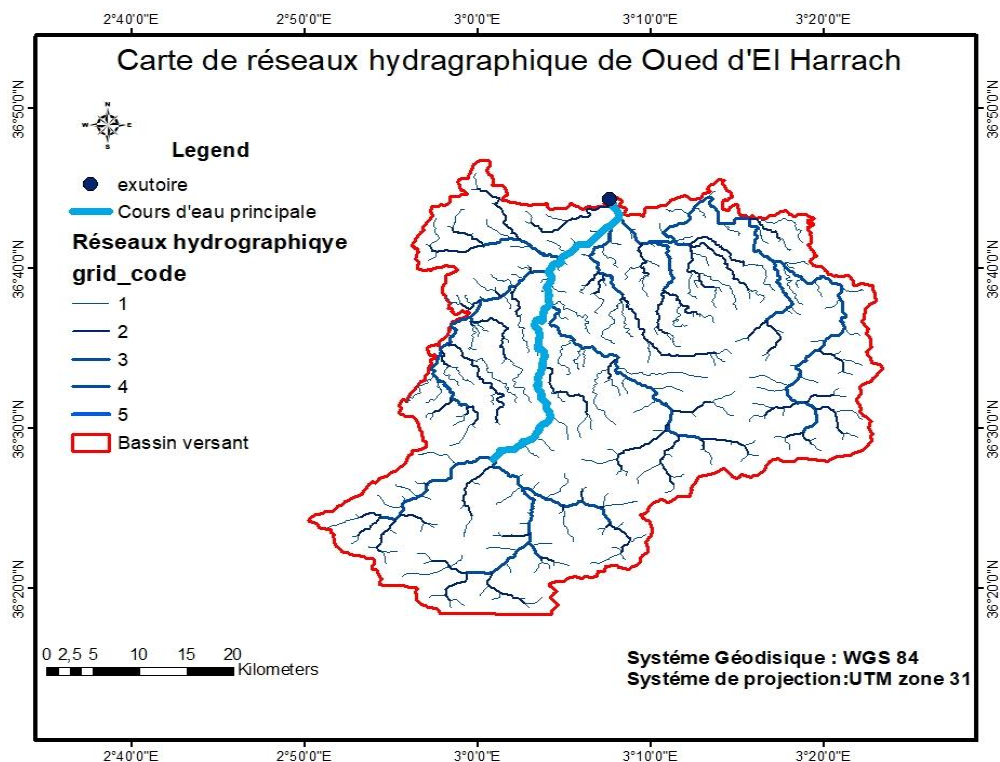 2°40'0"E 2°50'0"E 3°0'0"E 3°10'0"E 3°20'0"E
Carte de réseaux hydragraphique de Oued d'El Harrach
36°50'0"N
36°50'0"N
N
W E
S
Legend
exutoire
Cours d'eau principale
Réseaux hydrographiqye
grid_code
1
2
3
4
5
Bassin versant
36°40'0"N
36°40'0"N
36°30'0"N
36°30'0"N
36°20'0"N
36°20'0"N
0 2,5 5 10 15 20
Kilometers
Systéme Géodisique : WGS 84
Systéme de projection:UTM zone 31
2°40'0"E 2°50'0"E 3°0'0"E 3°10'0"E 3°20'0"E